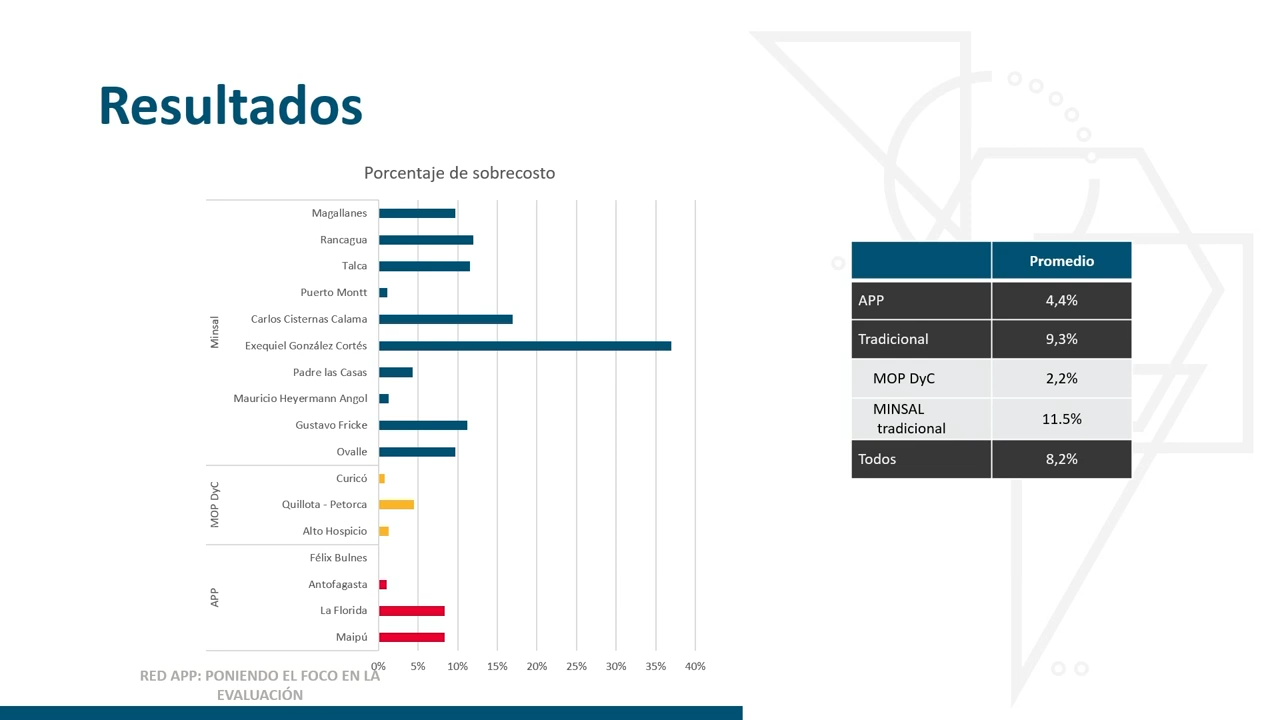 Resultados
Porcentaje de sobrecosto
Minsal
Magallanes
Rancagua
Talca
Puerto Montt
Carlos Cisternas Calama
Exequiel González Cortés
Padre las Casas
Mauricio Heyermann Angol
Gustavo Fricke
Ovalle
MOP DyC
Curicó
Quillota - Petorca
Alto Hospicio
APP
Félix Bulnes
Antofagasta
La Florida
Maipú
0% 5% 10% 15% 20% 25% 30% 35% 40%
Promedio
APP 4,4%
Tradicional 9,3%
MOP DyC 2,2%
MINSAL
tradicional 11.5%
Todos 8,2%
RED APP: PONIENDO EL FOCO EN LA
EVALUACIÓN